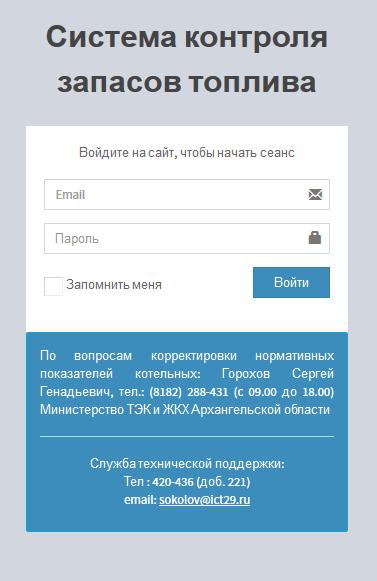 Система контроля
запасов топлива
Войдите на сайт, чтобы начать сеанс
Email
Пароль
Запомнить меня
Войти
По вопросам корректировки нормативных
показателей котельных: Горохов Сергей
Генадьевич, тел.: (8182) 288-431 (с 09.00 до 18.00)
Министерство ТЭК и ЖКХ Архангельской области
Служба технической поддержки:
Тел : 420-436 (доб. 221)
email: sokolov@ict29.ru